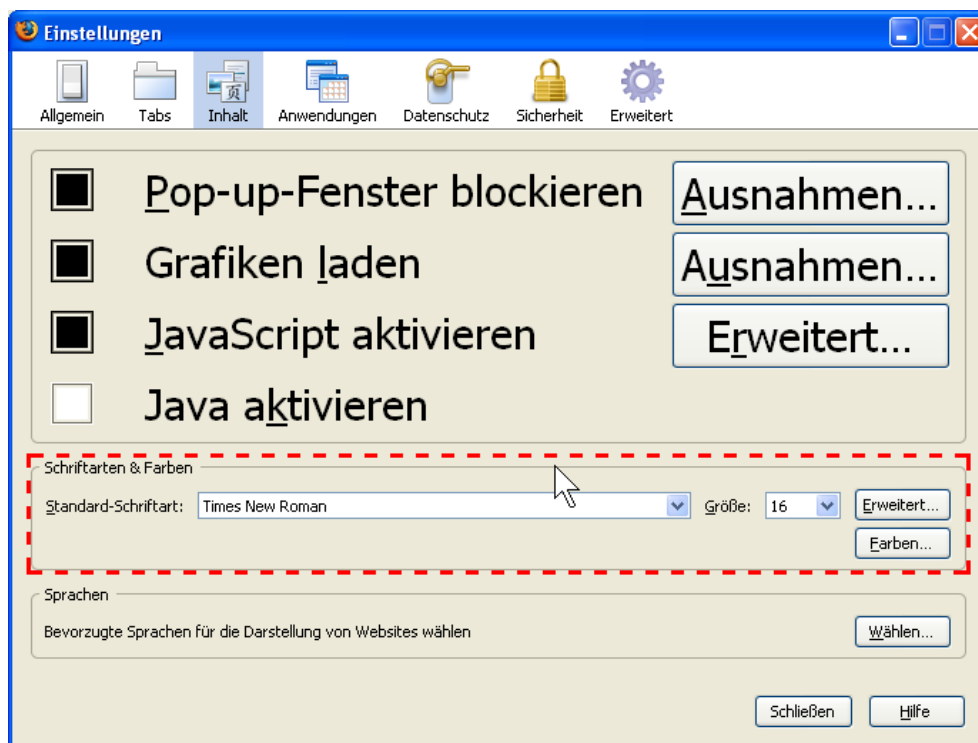 Einstellungen
Allgemein Tabs Inhalt Anwendungen Datenschutz Sicherheit Erweitert
Pop-up-Fenster blockieren Ausnahmen...
Grafiken laden Ausnahmen...
JavaScript aktivieren Erweitert...
Java aktivieren
Schriftarten & Farben
Standard-Schriftart: Times New Roman Größe: 16 Erweitert...
Farben...
Sprachen
Bevorzugte Sprachen für die Darstellung von Websites wählen Wählen...
Schließen Hilfe